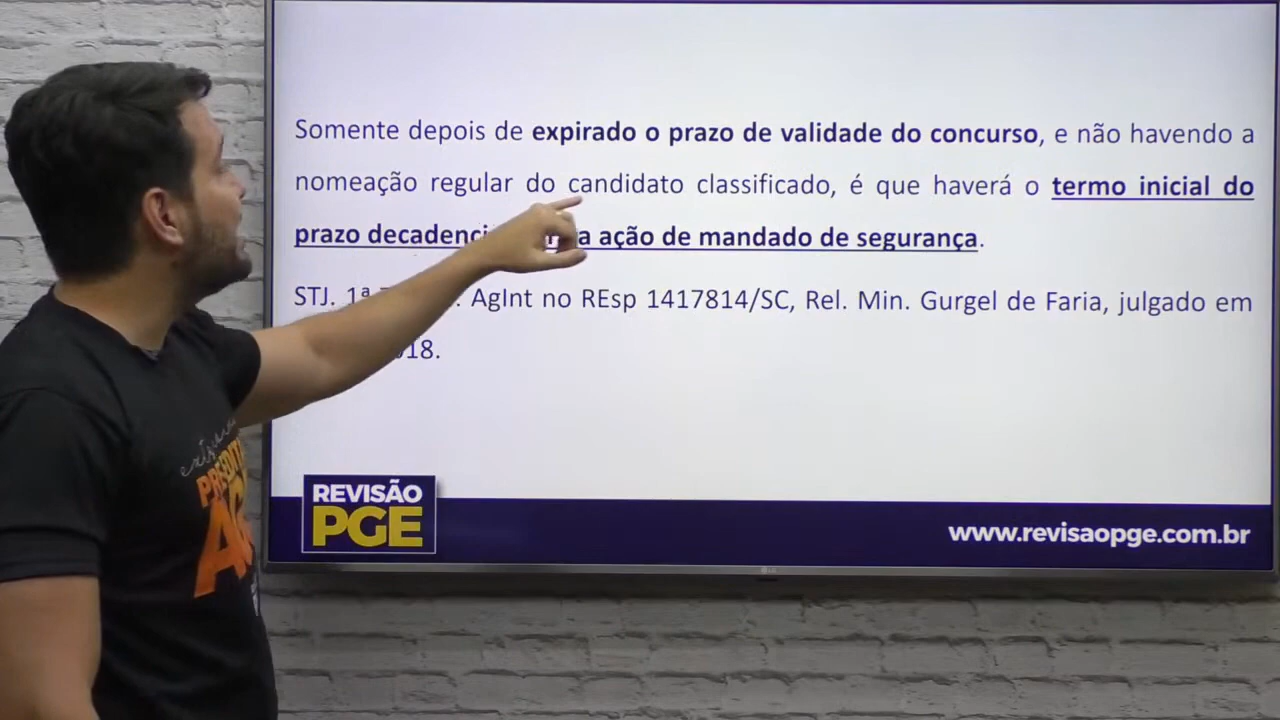 Somente depois de expirado o prazo de validade do concurso, e não havendo a
nomeação regular do candidato classificado, é que haverá o termo inicial do
prazo a ação de mandado de segurança.
STJ. 1ª AgInt no REsp 1417814/SC, Rel. Min. Gurgel de Faria, julgado em
REVISÃO
PGE
www.revisaopge.com.br
LG